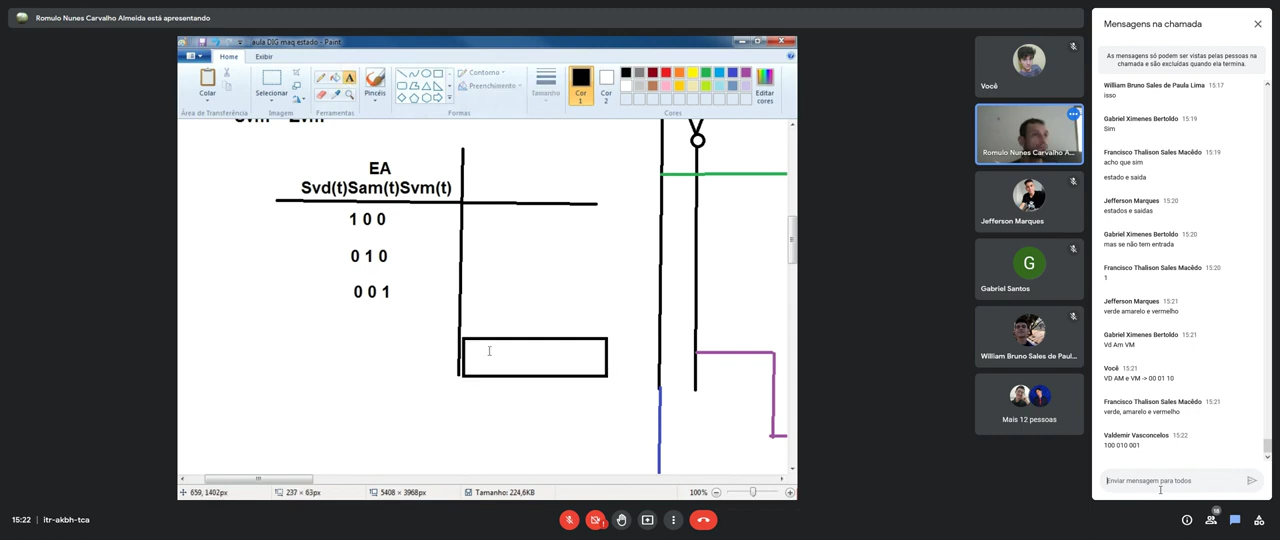 Romulo Nunes Carvalho Almeida está apresentando
aula DIG maq estado - Paint
Home
Exibir
Colar
Selecionar
Pincéis
Contorno
Preenchimento
Tamanho
Cor
1
Cor
2
Editar
cores
Área de Transferência
Imagem
Ferramentas
Formas
Cores
EA
Svd(t)Sam(t)Svm(t)
1 0 0
0 1 0
0 0 1
659, 1402px
237 × 63px
5408 × 3968px
Tamanho: 224,6KB
100%
15:22 | itr-akbh-tca
Você
Romulo Nunes Carvalho A...
Jefferson Marques
G
Gabriel Santos
William Bruno Sales de Paul...
Mais 12 pessoas
Mensagens na chamada
As mensagens só podem ser vistas pelas pessoas na
chamada e são excluídas quando ela termina.
William Bruno Sales de Paula Lima 15:17
isso
Gabriel Ximenes Bertoldo 15:19
Sim
Francisco Thalison Sales Macêdo 15:19
acho que sim
estado e saida
Jefferson Marques 15:20
estados e saidas
Gabriel Ximenes Bertoldo 15:20
mas se não tem entrada
Francisco Thalison Sales Macêdo 15:20
1
Jefferson Marques 15:21
verde amarelo e vermelho
Gabriel Ximenes Bertoldo 15:21
Vd Am VM
Você 15:21
VD AM e VM -> 00 01 10
Francisco Thalison Sales Macêdo 15:21
verde, amarelo e vermelho
Valdemir Vasconcelos 15:22
100 010 001
Enviar mensagem para todos
18